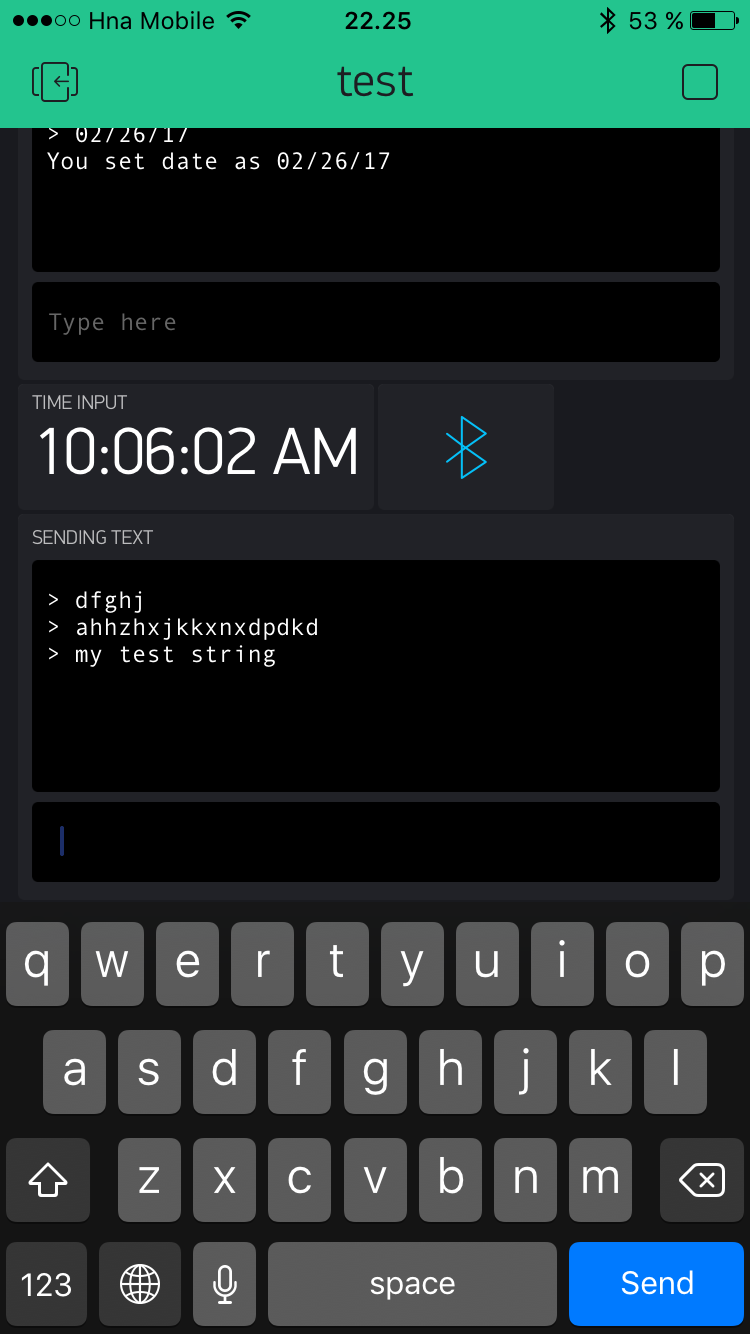 Hna Mobile 22.25 53 %
test
> 02/26/17
You set date as 02/26/17
Type here
TIME INPUT
10:06:02 AM
SENDING TEXT
> dfghj
> ahhzhxjkkxnxdpdkd
> my test string
q w e r t y u i o p
a s d f g h j k l
z x c v b n m
123 space Send